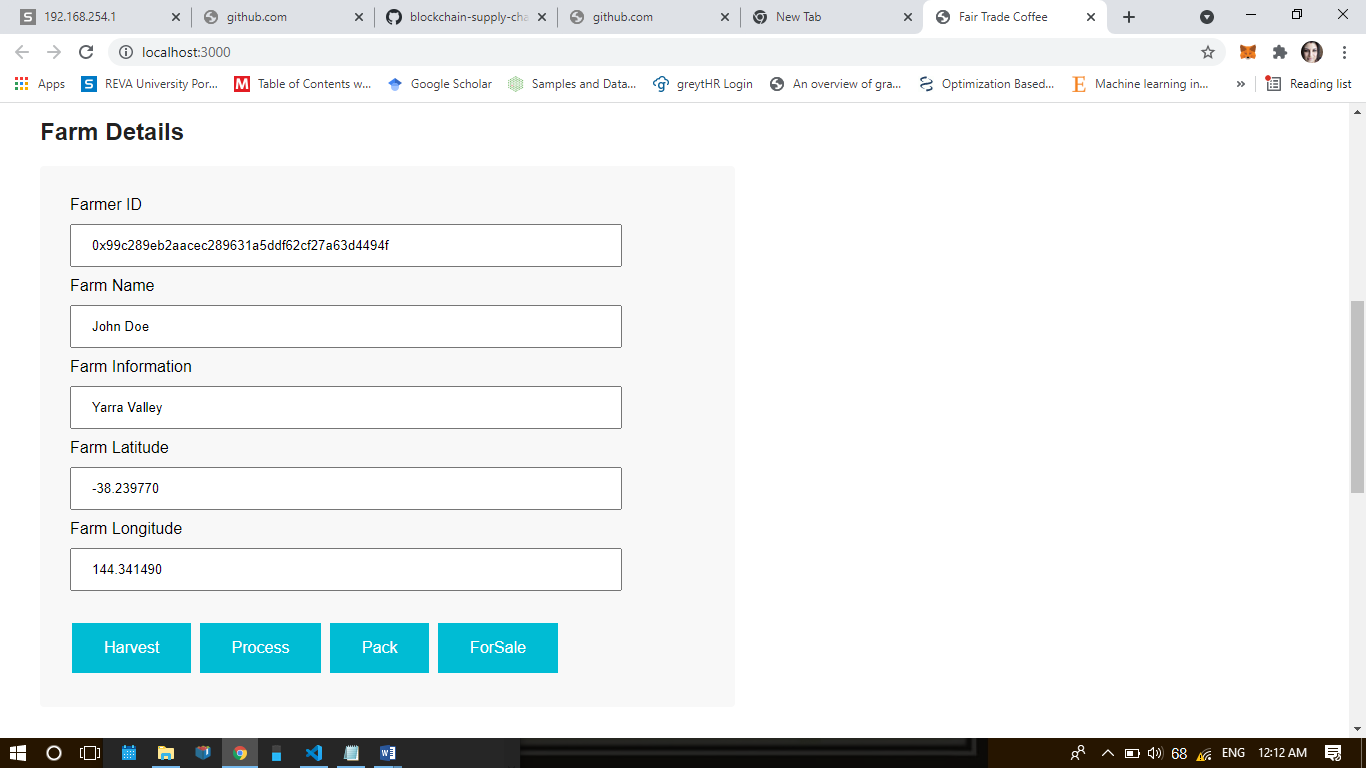 192.168.254.1
github.com
blockchain-supply-cha
github.com
New Tab
Fair Trade Coffee
localhost:3000
Apps
REVA University Por...
Table of Contents w...
Google Scholar
Samples and Data...
greytHR Login
An overview of gra...
Optimization Based...
Machine learning in...
»
Reading list
Farm Details
Farmer ID
0x99c289eb2aacec289631a5ddf62cf27a63d4494f
Farm Name
John Doe
Farm Information
Yarra Valley
Farm Latitude
-38.239770
Farm Longitude
144.341490
Harvest Process Pack ForSale
68 ENG 12:12 AM